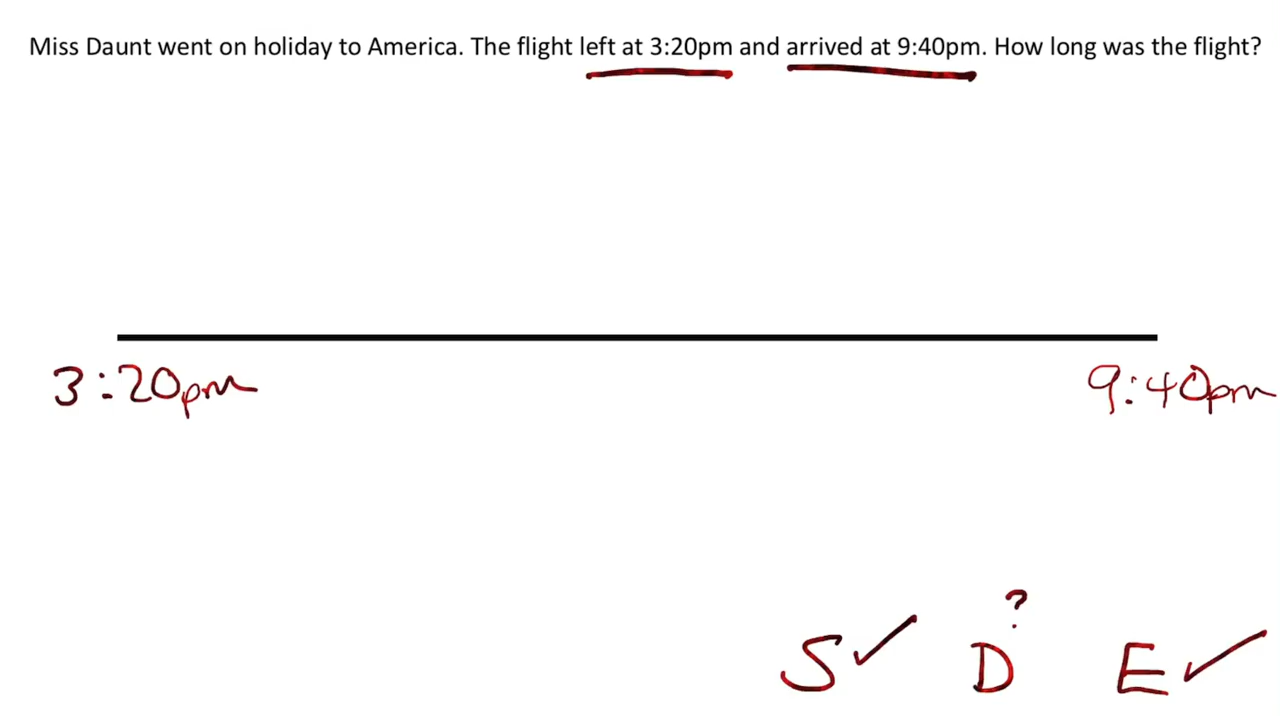 Miss Daunt went on holiday to America. The flight left at 3:20pm and arrived at 9:40pm. How long was the flight?
3:20pm 9:40pm
?
S D E